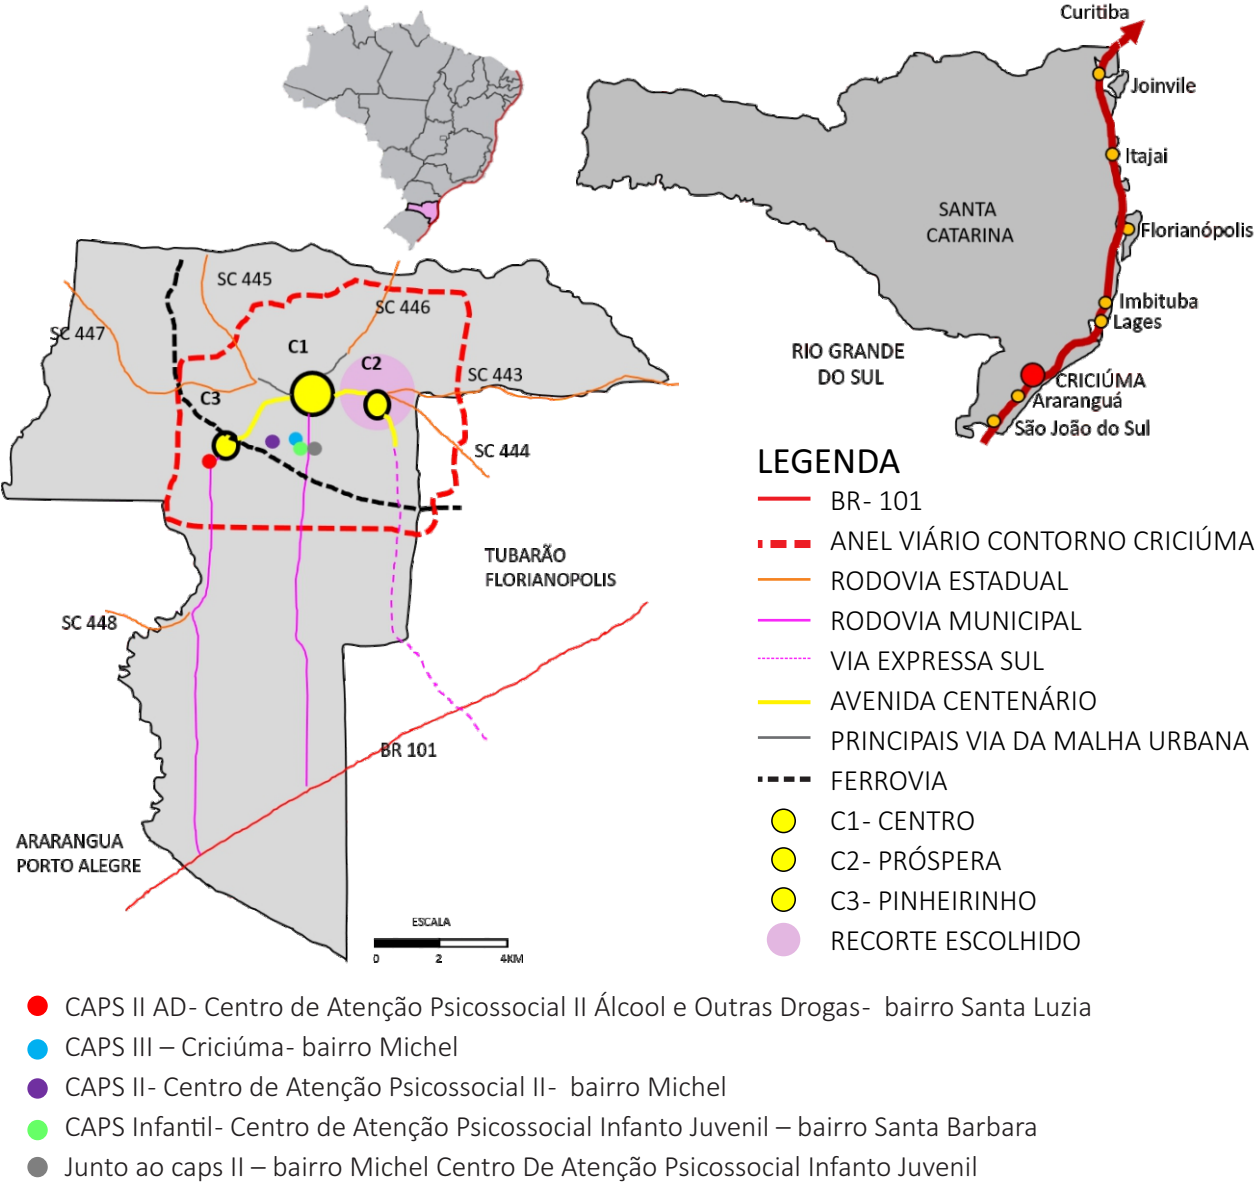 Curitiba
Joinvile
Itajai
Florianópolis
SANTA
CATARINA
Imbituba
Lages
RIO GRANDE
DO SUL
CRICIÚMA
Araranguá
São João do Sul
SC 445
SC 446
SC 447
C1
C2
C3
SC 443
SC 444
TUBARÃO
FLORIANOPOLIS
SC 448
BR 101
ARARANGUA
PORTO ALEGRE
ESCALA
0 2 4KM
LEGENDA
BR- 101
ANEL VIÁRIO CONTORNO CRICIÚMA
RODOVIA ESTADUAL
RODOVIA MUNICIPAL
VIA EXPRESSA SUL
AVENIDA CENTENÁRIO
PRINCIPAIS VIA DA MALHA URBANA
FERROVIA
C1- CENTRO
C2- PRÓSPERA
C3- PINHEIRINHO
RECORTE ESCOLHIDO
CAPS II AD- Centro de Atenção Psicossocial II Álcool e Outras Drogas- bairro Santa Luzia
CAPS III – Criciúma- bairro Michel
CAPS II- Centro de Atenção Psicossocial II- bairro Michel
CAPS Infantil- Centro de Atenção Psicossocial Infanto Juvenil – bairro Santa Barbara
Junto ao caps II – bairro Michel Centro De Atenção Psicossocial Infanto Juvenil